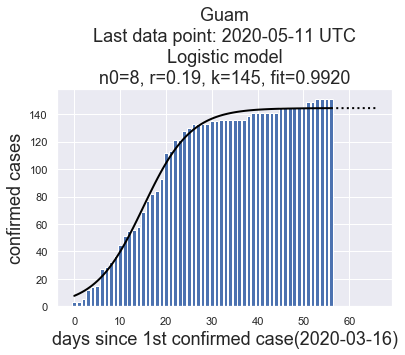 Guam
Last data point: 2020-05-11 UTC
Logistic model
n0=8, r=0.19, k=145, fit=0.9920
confirmed cases
140
120
100
80
60
40
20
0
0 10 20 30 40 50 60
days since 1st confirmed case(2020-03-16)